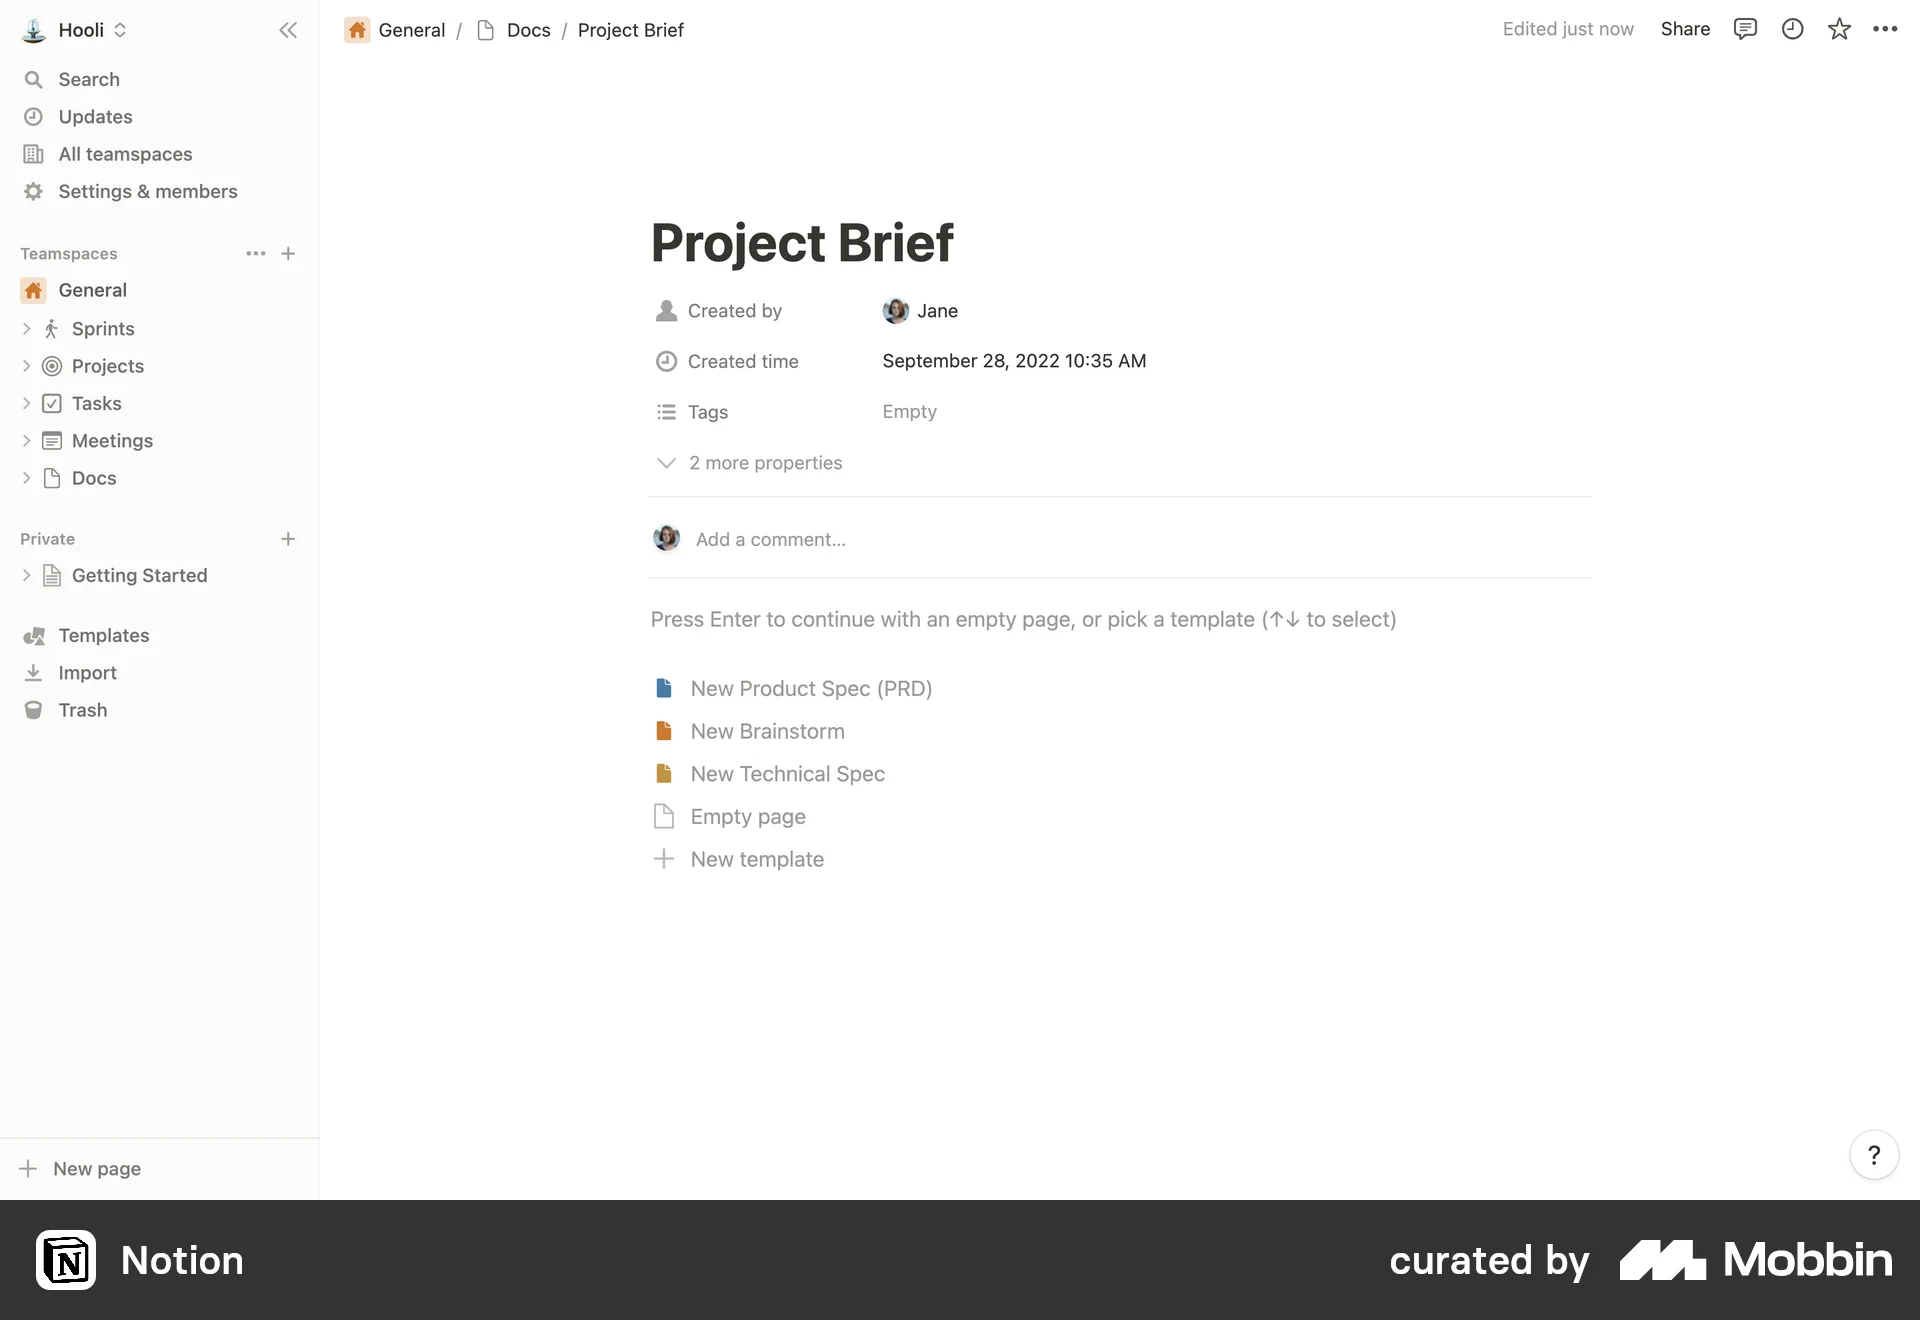 Hooli
Search
Updates
All teamspaces
Settings & members
Teamspaces
General
Sprints
Projects
Tasks
Meetings
Docs
Private
Getting Started
Templates
Import
Trash
New page
General / Docs / Project Brief
Edited just now Share
Project Brief
Created by Jane
Created time September 28, 2022 10:35 AM
Tags Empty
2 more properties
Add a comment...
Press Enter to continue with an empty page, or pick a template (↑↓ to select)
New Product Spec (PRD)
New Brainstorm
New Technical Spec
Empty page
New template
?
N Notion
curated by Mobbin